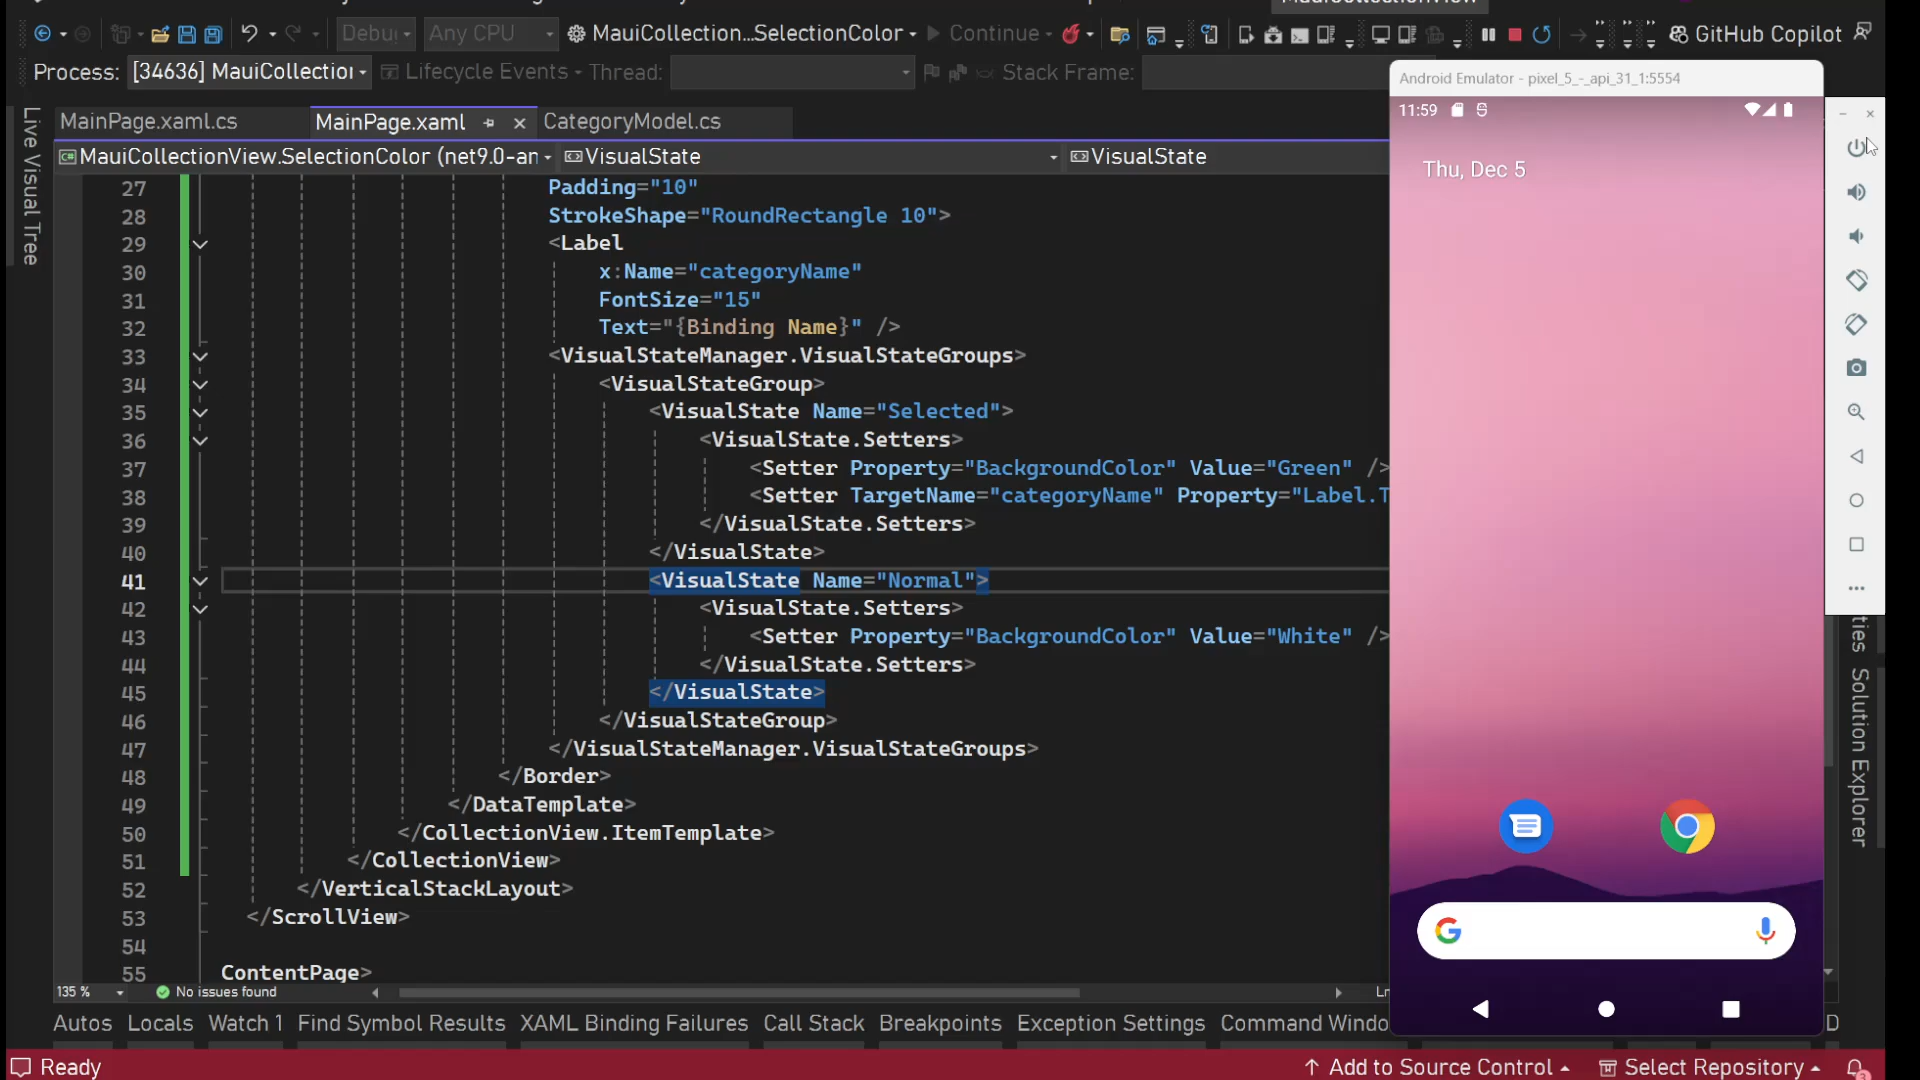 Any CPU
MauiCollection...SelectionColor
Continue
GitHub Copilot
Process:
[34636] MauiCollection
Lifecycle Events
Thread:
Stack Frame:
Android Emulator - pixel_5_-_api_31_1:5554
11:59
Thu, Dec 5
Live Visual Tree
MainPage.xaml.cs
MainPage.xaml
CategoryModel.cs
MauiCollectionView.SelectionColor (net9.0-an
VisualState
VisualState
27 Padding="10"
28 StrokeShape="RoundRectangle 10">
29 <Label
30 x:Name="categoryName"
31 FontSize="15"
32 Text="{Binding Name}" />
33 <VisualStateManager.VisualStateGroups>
34 <VisualStateGroup>
35 <VisualState Name="Selected">
36 <VisualState.Setters>
37 <Setter Property="BackgroundColor" Value="Green" />
38 <Setter TargetName="categoryName" Property="Label.T
39 </VisualState.Setters>
40 </VisualState>
41 <VisualState Name="Normal">
42 <VisualState.Setters>
43 <Setter Property="BackgroundColor" Value="White" />
44 </VisualState.Setters>
45 </VisualState>
46 </VisualStateGroup>
47 </VisualStateManager.VisualStateGroups>
48 </Border>
49 </DataTemplate>
50 </CollectionView.ItemTemplate>
51 </CollectionView>
52 </VerticalStackLayout>
53 </ScrollView>
54
55 ContentPage>
Solution Explorer
135 %
No issues found
Autos
Locals
Watch 1
Find Symbol Results
XAML Binding Failures
Call Stack
Breakpoints
Exception Settings
Command Windo
Ready
Add to Source Control
Select Repository